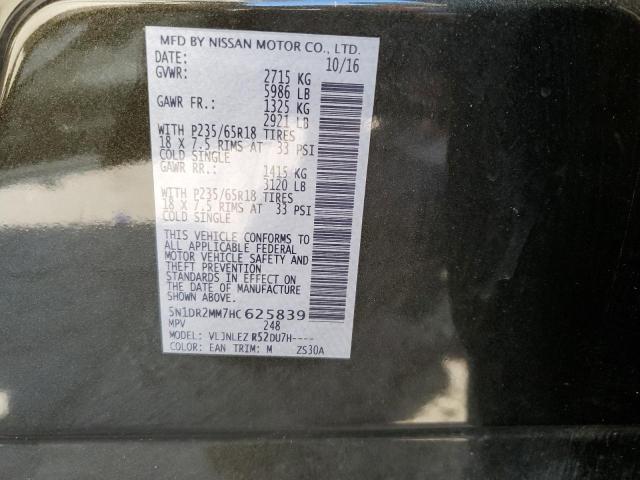 MFD BY NISSAN MOTOR CO., LTD.
DATE: 10/16
GVWR: 2715 KG
5986 LB
GAWR FR.: 1325 KG
2921 LB
WITH P235/65R18 TIRES
18 X 7.5 RIMS AT 33 PSI
COLD SINGLE
GAWR RR.: 1415 KG
3120 LB
WITH P235/65R18 TIRES
18 X 7.5 RIMS AT 33 PSI
COLD SINGLE
THIS VEHICLE CONFORMS TO
ALL APPLICABLE FEDERAL
MOTOR VEHICLE SAFETY AND
THEFT PREVENTION
STANDARDS IN EFFECT ON
THE DATE OF MANUFACTURE
SHOWN ABOVE.
5N1DR2MM7HC625839
MPV 248
MODEL: VLJNLEZ R52DU7H----
COLOR: EAN TRIM: M ZS30A